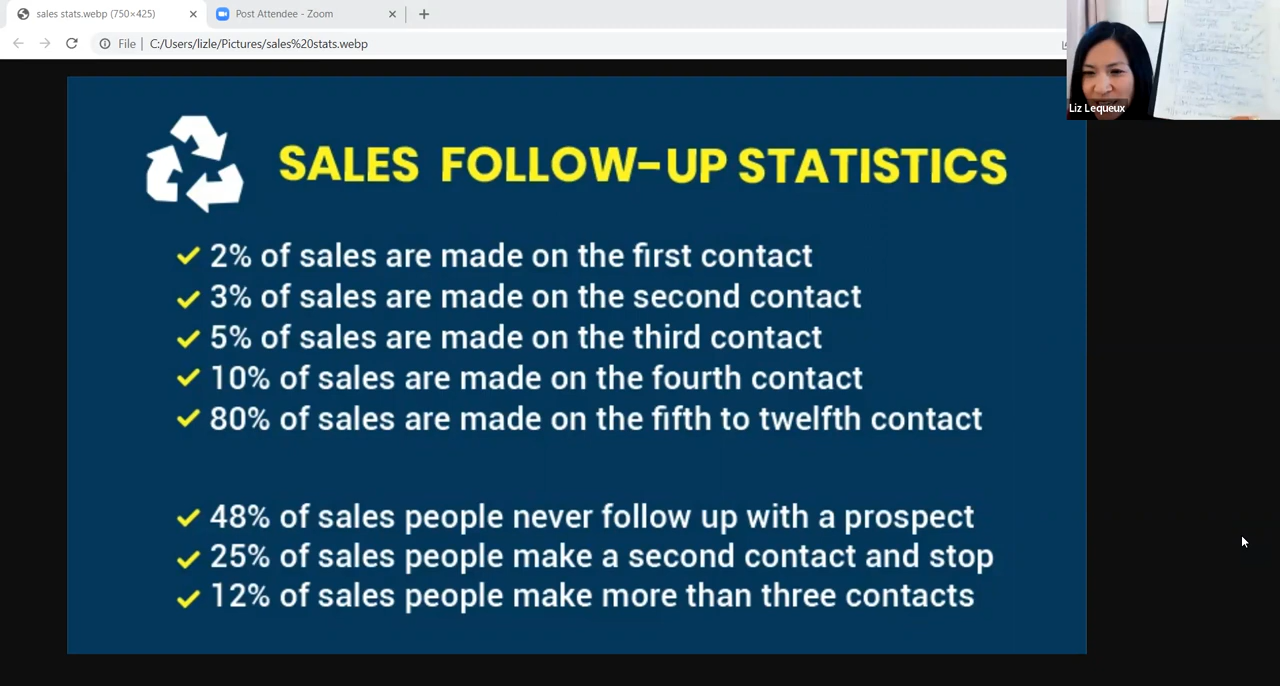 sales stats.webp (750×425)
Post Attendee - Zoom
File
C:/Users/lizle/Pictures/sales%20stats.webp
Liz Lequeux
SALES FOLLOW-UP STATISTICS
2% of sales are made on the first contact
3% of sales are made on the second contact
5% of sales are made on the third contact
10% of sales are made on the fourth contact
80% of sales are made on the fifth to twelfth contact
48% of sales people never follow up with a prospect
25% of sales people make a second contact and stop
12% of sales people make more than three contacts